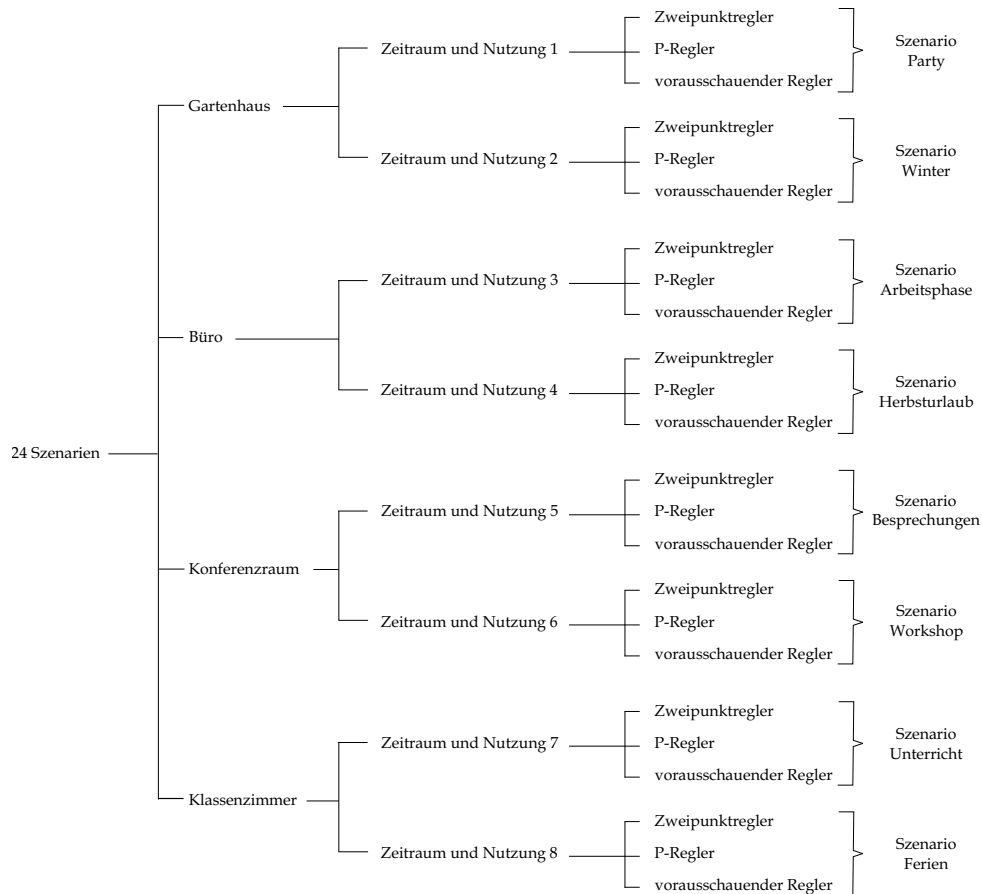 24 Szenarien
Gartenhaus
Zeitraum und Nutzung 1
Zweipunktregler
P-Regler
vorausschauender Regler
Szenario
Party
Zeitraum und Nutzung 2
Zweipunktregler
P-Regler
vorausschauender Regler
Szenario
Winter
Büro
Zeitraum und Nutzung 3
Zweipunktregler
P-Regler
vorausschauender Regler
Szenario
Arbeitsphase
Zeitraum und Nutzung 4
Zweipunktregler
P-Regler
vorausschauender Regler
Szenario
Herbsturlaub
Konferenzraum
Zeitraum und Nutzung 5
Zweipunktregler
P-Regler
vorausschauender Regler
Szenario
Besprechungen
Zeitraum und Nutzung 6
Zweipunktregler
P-Regler
vorausschauender Regler
Szenario
Workshop
Klassenzimmer
Zeitraum und Nutzung 7
Zweipunktregler
P-Regler
vorausschauender Regler
Szenario
Unterricht
Zeitraum und Nutzung 8
Zweipunktregler
P-Regler
vorausschauender Regler
Szenario
Ferien